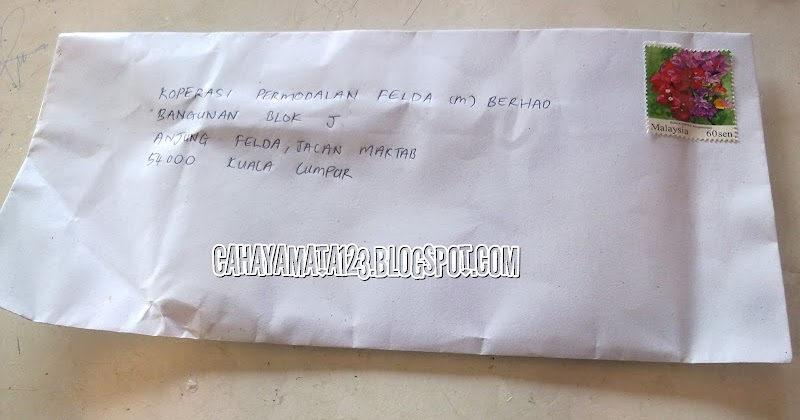 KOPERASI PERMODALAN FELDA (M) BERHAD
BANGUNAN BLOK J
ANJUNG FELDA, JALAN MAKTAB
54000 KUALA LUMPUR
Malaysia 60sen
CAHAYAMATA123.BLOGSPOT.COM